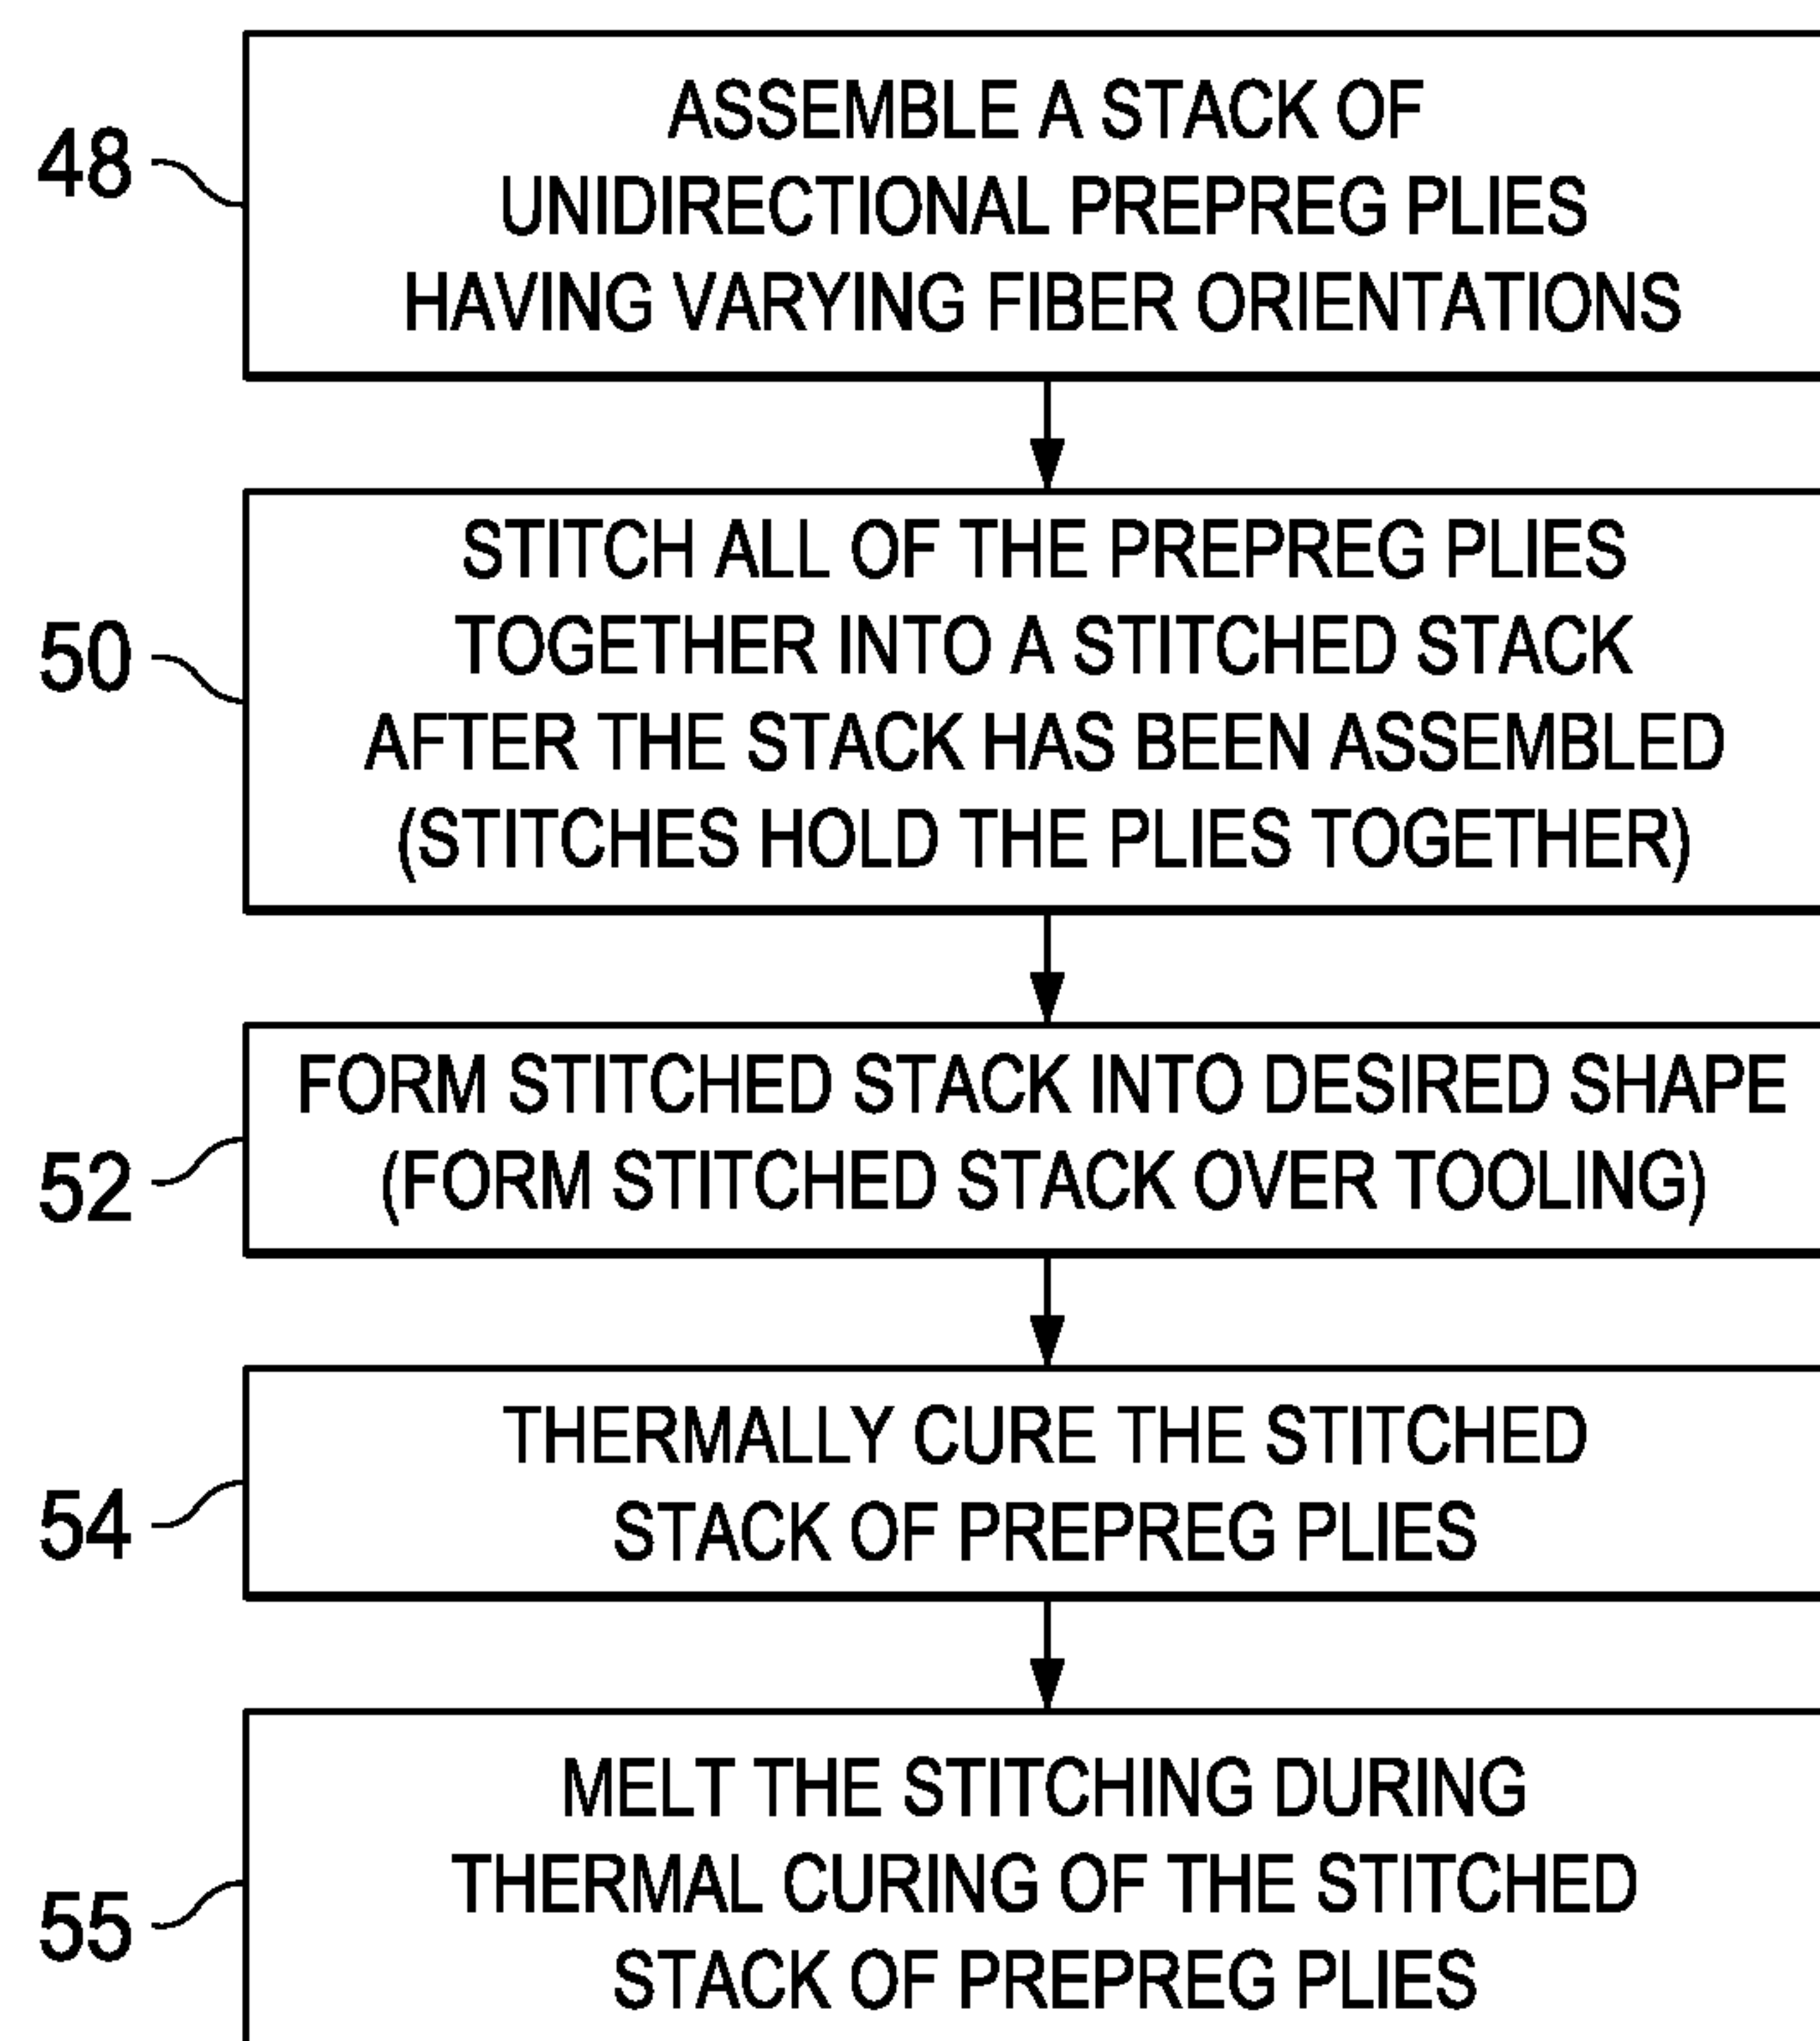 48
ASSEMBLE A STACK OF
UNIDIRECTIONAL PREPREG PLIES
HAVING VARYING FIBER ORIENTATIONS
50
STITCH ALL OF THE PREPREG PLIES
TOGETHER INTO A STITCHED STACK
AFTER THE STACK HAS BEEN ASSEMBLED
(STITCHES HOLD THE PLIES TOGETHER)
52
FORM STITCHED STACK INTO DESIRED SHAPE
(FORM STITCHED STACK OVER TOOLING)
54
THERMALLY CURE THE STITCHED
STACK OF PREPREG PLIES
55
MELT THE STITCHING DURING
THERMAL CURING OF THE STITCHED
STACK OF PREPREG PLIES